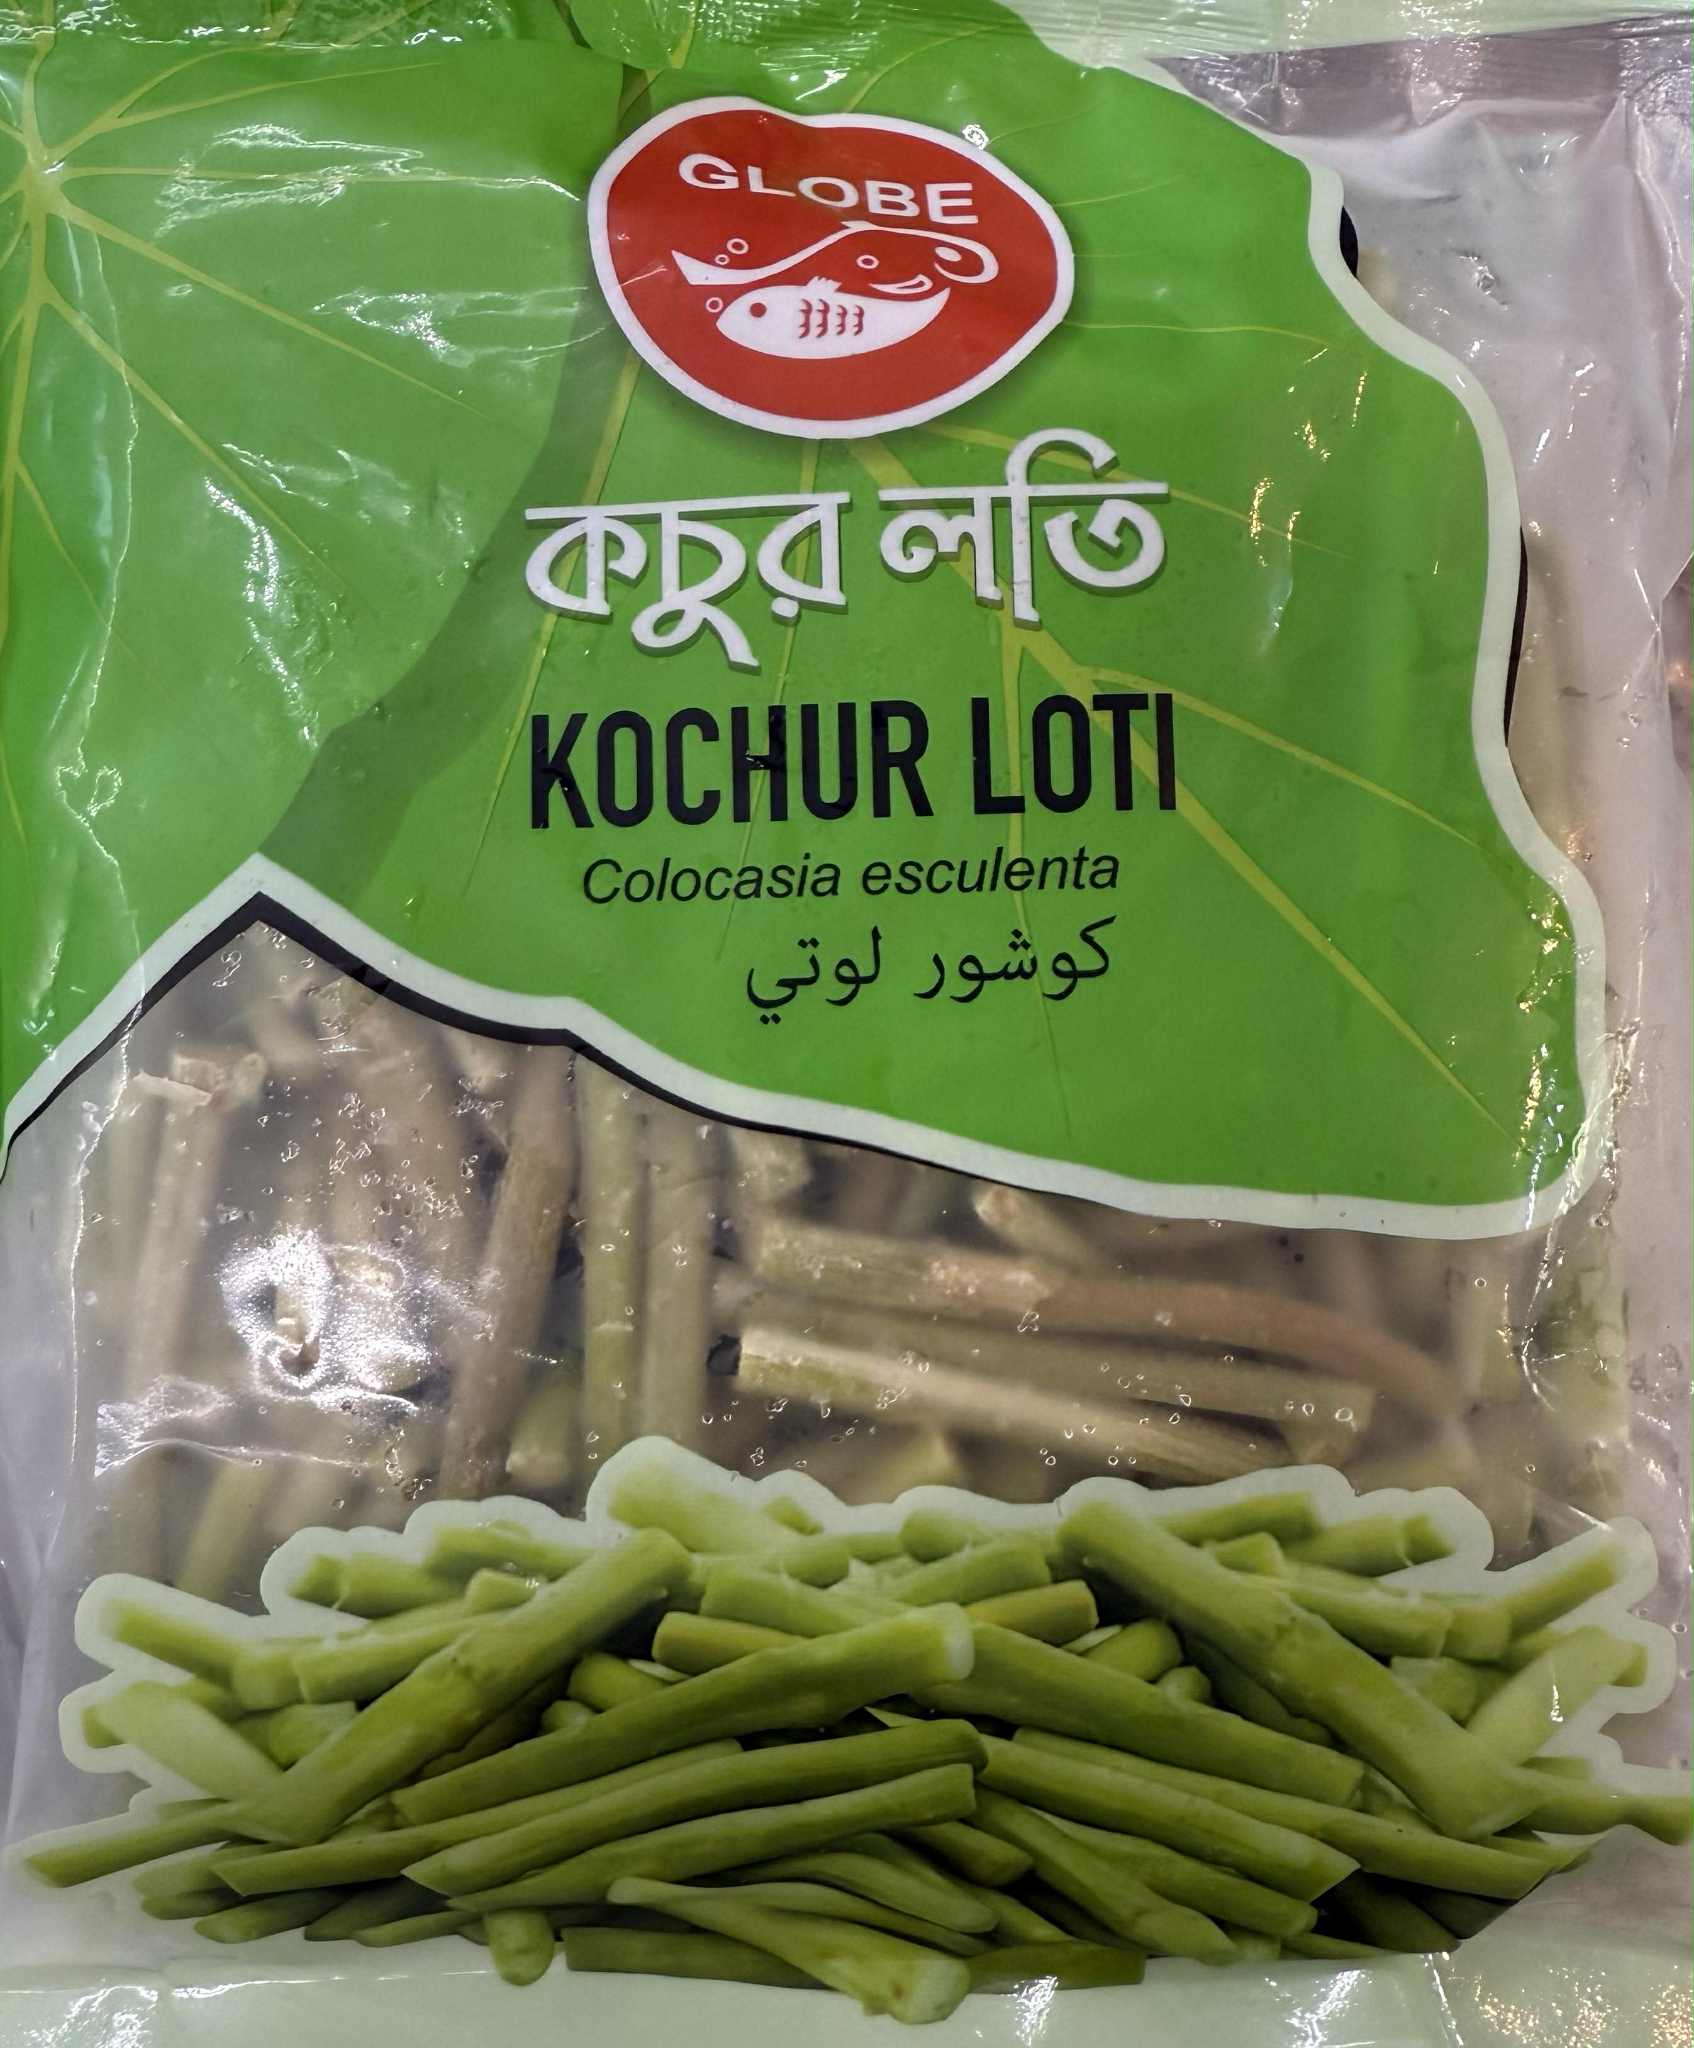 GLOBE
কচুর লতি
KOCHUR LOTI
Colocasia esculenta
كوشور لوتي